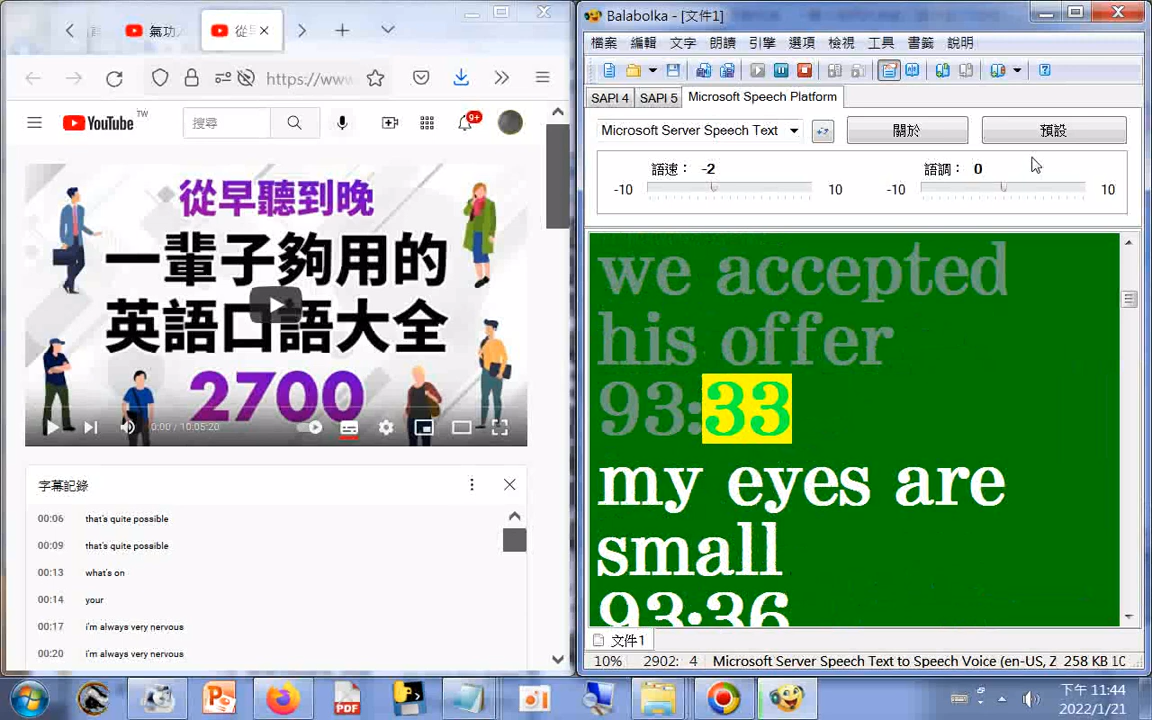 氣功
從
https://www
YouTube TW
搜尋
9+
從早聽到晚
一輩子夠用的
英語口語大全
2700
0:00 / 10:05:20
字幕記錄
00:06 that's quite possible
00:09 that's quite possible
00:13 what's on
00:14 your
00:17 i'm always very nervous
00:20 i'm always very nervous
Balabolka - [文件1]
檔案 編輯 文字 朗讀 引擎 選項 檢視 工具 書籤 說明
SAPI 4 SAPI 5 Microsoft Speech Platform
Microsoft Server Speech Text 關於 預設
語速： -2 語調： 0
-10 10 -10 10
we accepted
his offer
93:33
my eyes are
small
93:36
文件1
10% 2902: 4 Microsoft Server Speech Text to Speech Voice (en-US, Z 258 KB 10
PDF
下午 11:44
2022/1/21